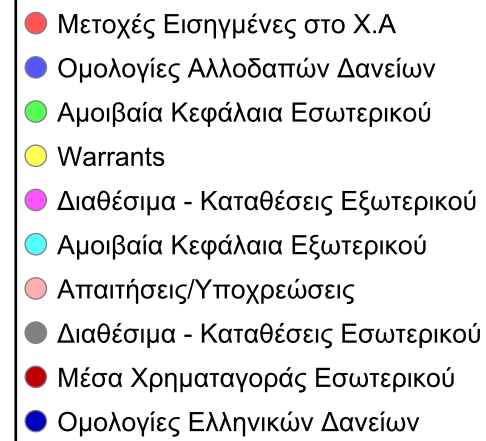 Μετοχές Εισηγμένες στο Χ.Α
Ομολογίες Αλλοδαπών Δανείων
Αμοιβαία Κεφάλαια Εσωτερικού
Warrants
Διαθέσιμα - Καταθέσεις Εξωτερικού
Αμοιβαία Κεφάλαια Εξωτερικού
Απαιτήσεις/Υποχρεώσεις
Διαθέσιμα - Καταθέσεις Εσωτερικού
Μέσα Χρηματαγοράς Εσωτερικού
Ομολογίες Ελληνικών Δανείων